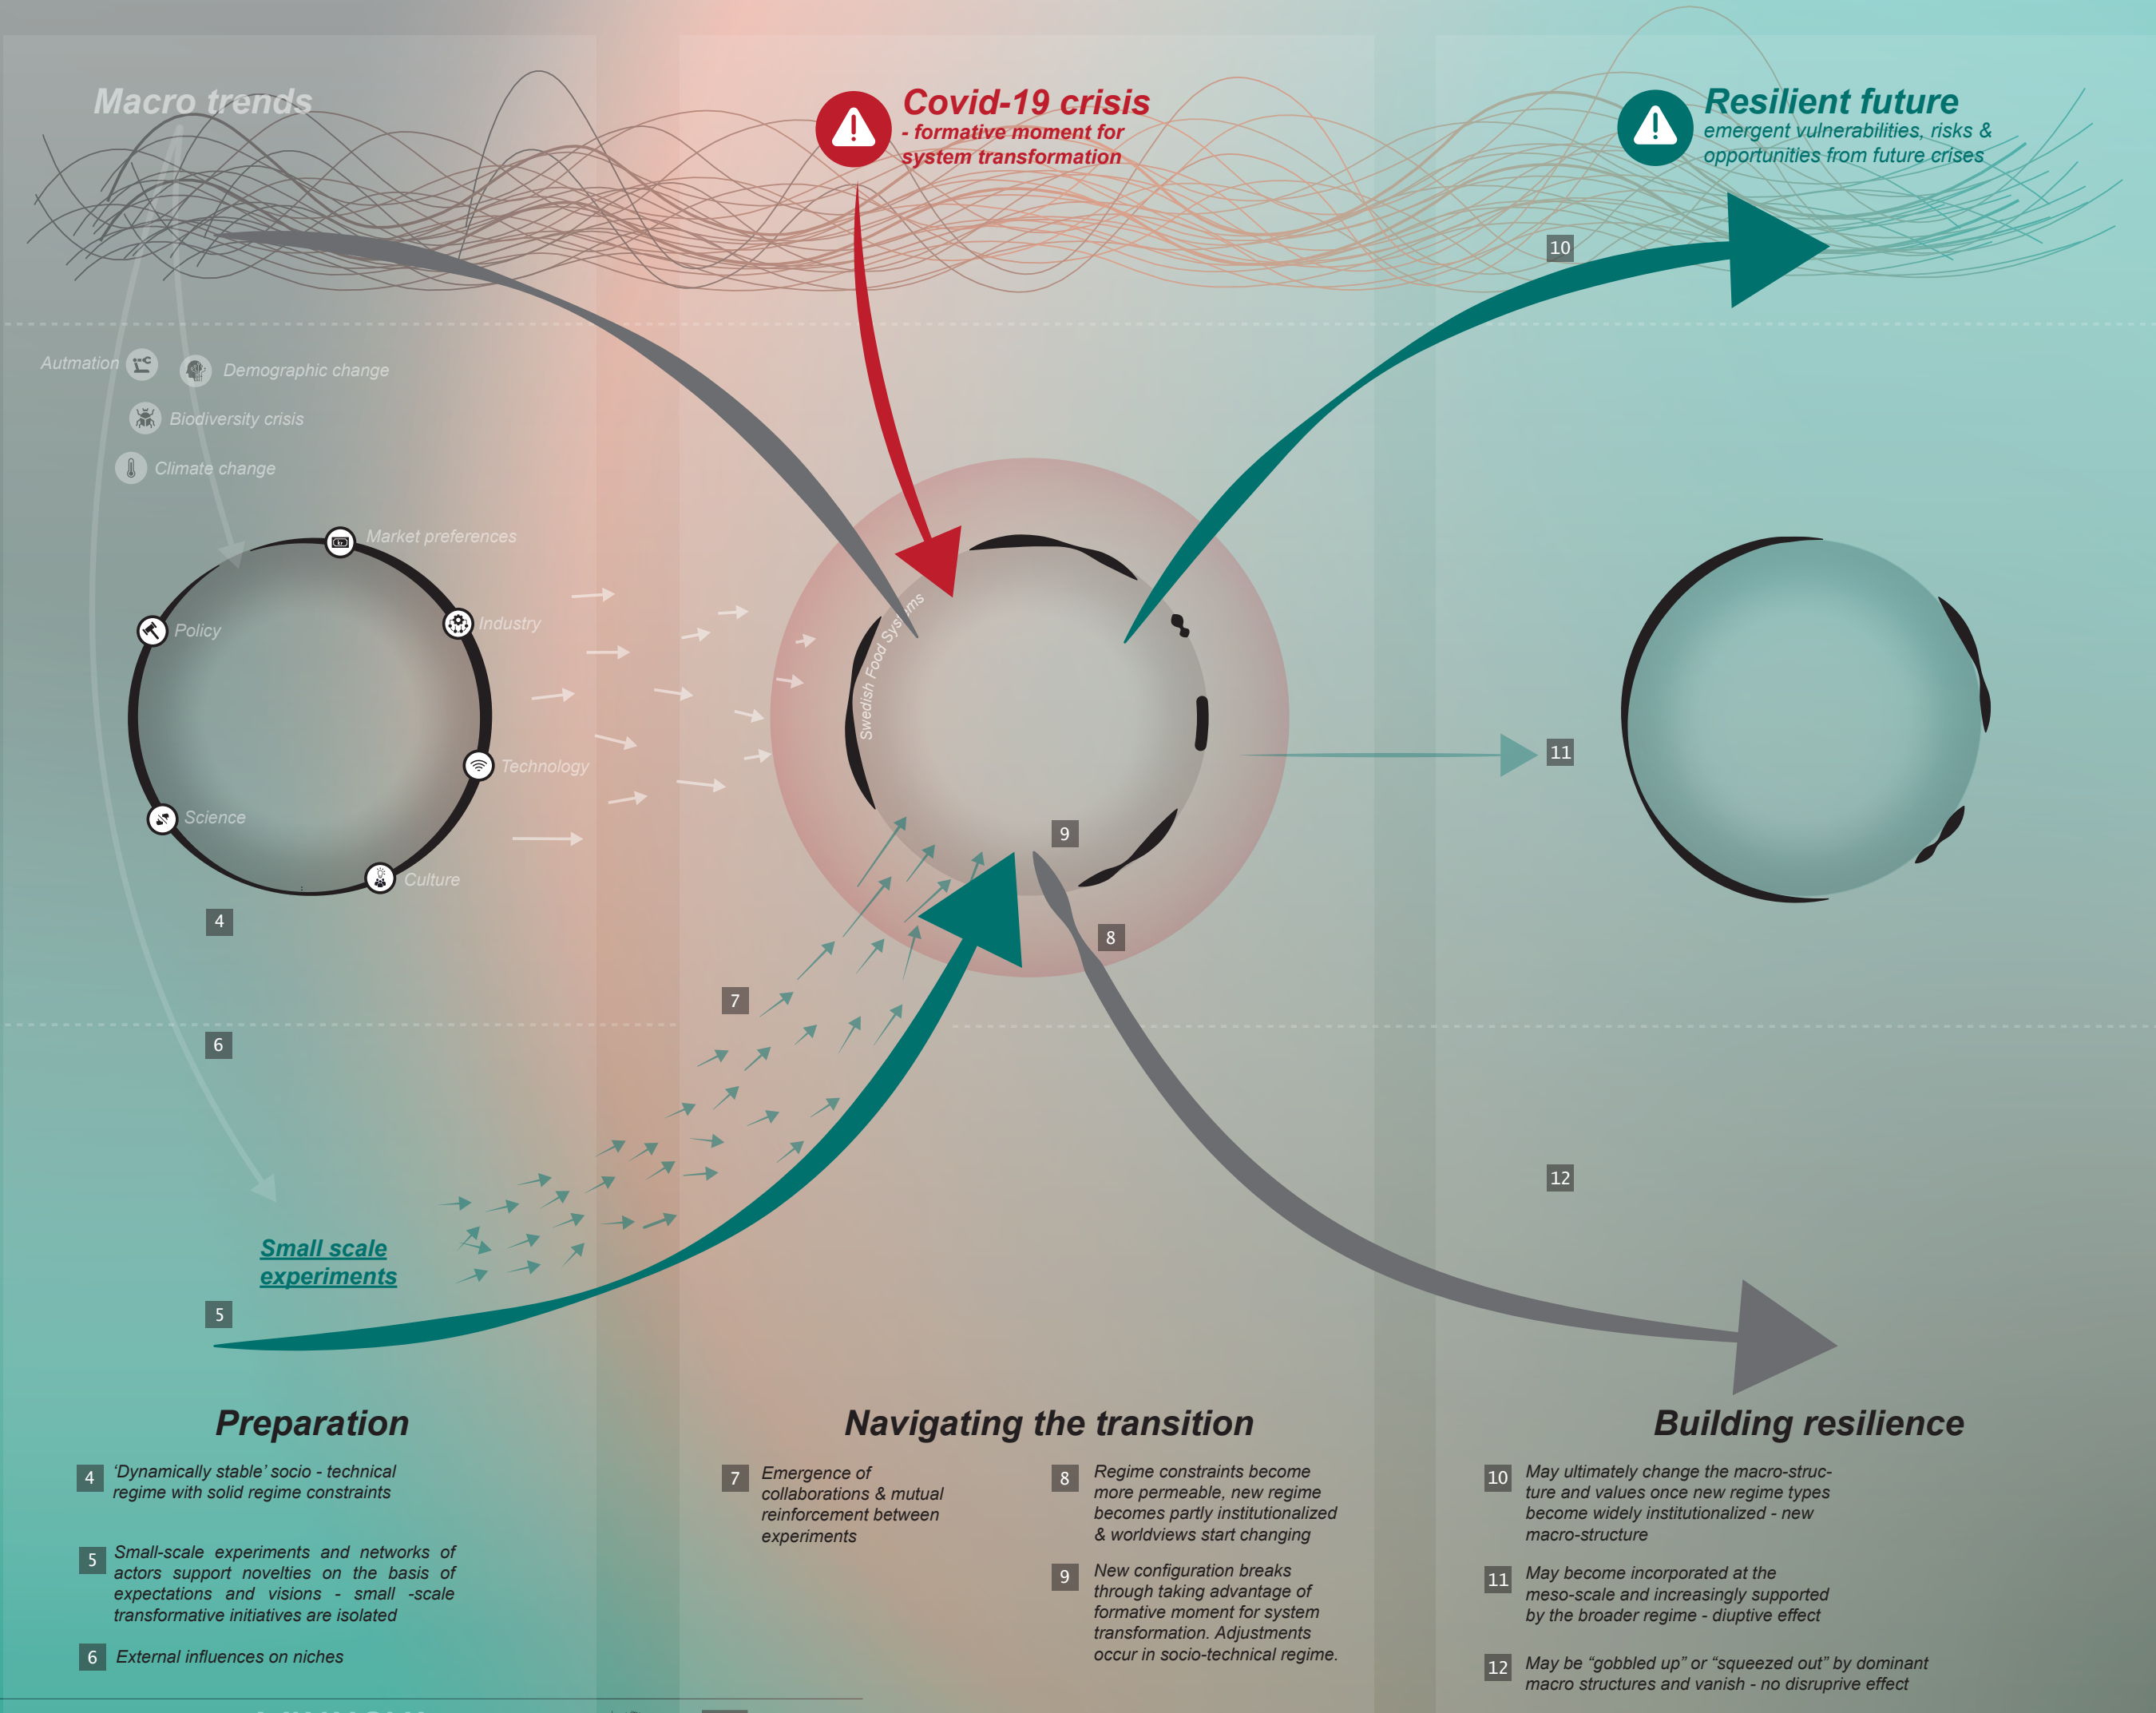 Macro trends
Covid-19 crisis
- formative moment for
system transformation
Resilient future
emergent vulnerabilities, risks &
opportunities from future crises
10
Autmation
Demographic change
Biodiversity crisis
Climate change
Market preferences
Policy
Industry
Technology
Science
Culture
Swedish Food Systems
4
6
7
8
9
11
12
Small scale
experiments
5
Preparation
4 ‘Dynamically stable’ socio - technical
regime with solid regime constraints
5 Small-scale experiments and networks of
actors support novelties on the basis of
expectations and visions - small -scale
transformative initiatives are isolated
6 External influences on niches
Navigating the transition
7 Emergence of
collaborations & mutual
reinforcement between
experiments
8 Regime constraints become
more permeable, new regime
becomes partly institutionalized
& worldviews start changing
9 New configuration breaks
through taking advantage of
formative moment for system
transformation. Adjustments
occur in socio-technical regime.
Building resilience
10 May ultimately change the macro-struc-
ture and values once new regime types
become widely institutionalized - new
macro-structure
11 May become incorporated at the
meso-scale and increasingly supported
by the broader regime - diuptive effect
12 May be “gobbled up” or “squeezed out” by dominant
macro structures and vanish - no disruprive effect